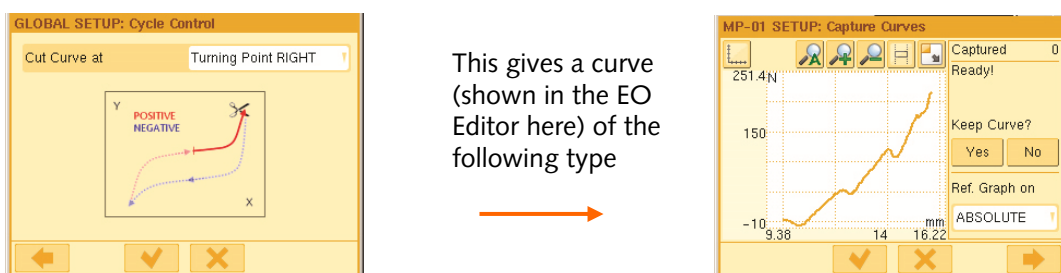 GLOBAL SETUP: Cycle Control
Cut Curve at
Turning Point RIGHT
Y
POSITIVE
NEGATIVE
X
This gives a curve
(shown in the EO
Editor here) of the
following type
MP-01 SETUP: Capture Curves
Captured 0
Ready!
251.4 N
150
-10
9.38
14
mm
16.22
Keep Curve?
Yes
No
Ref. Graph on
ABSOLUTE